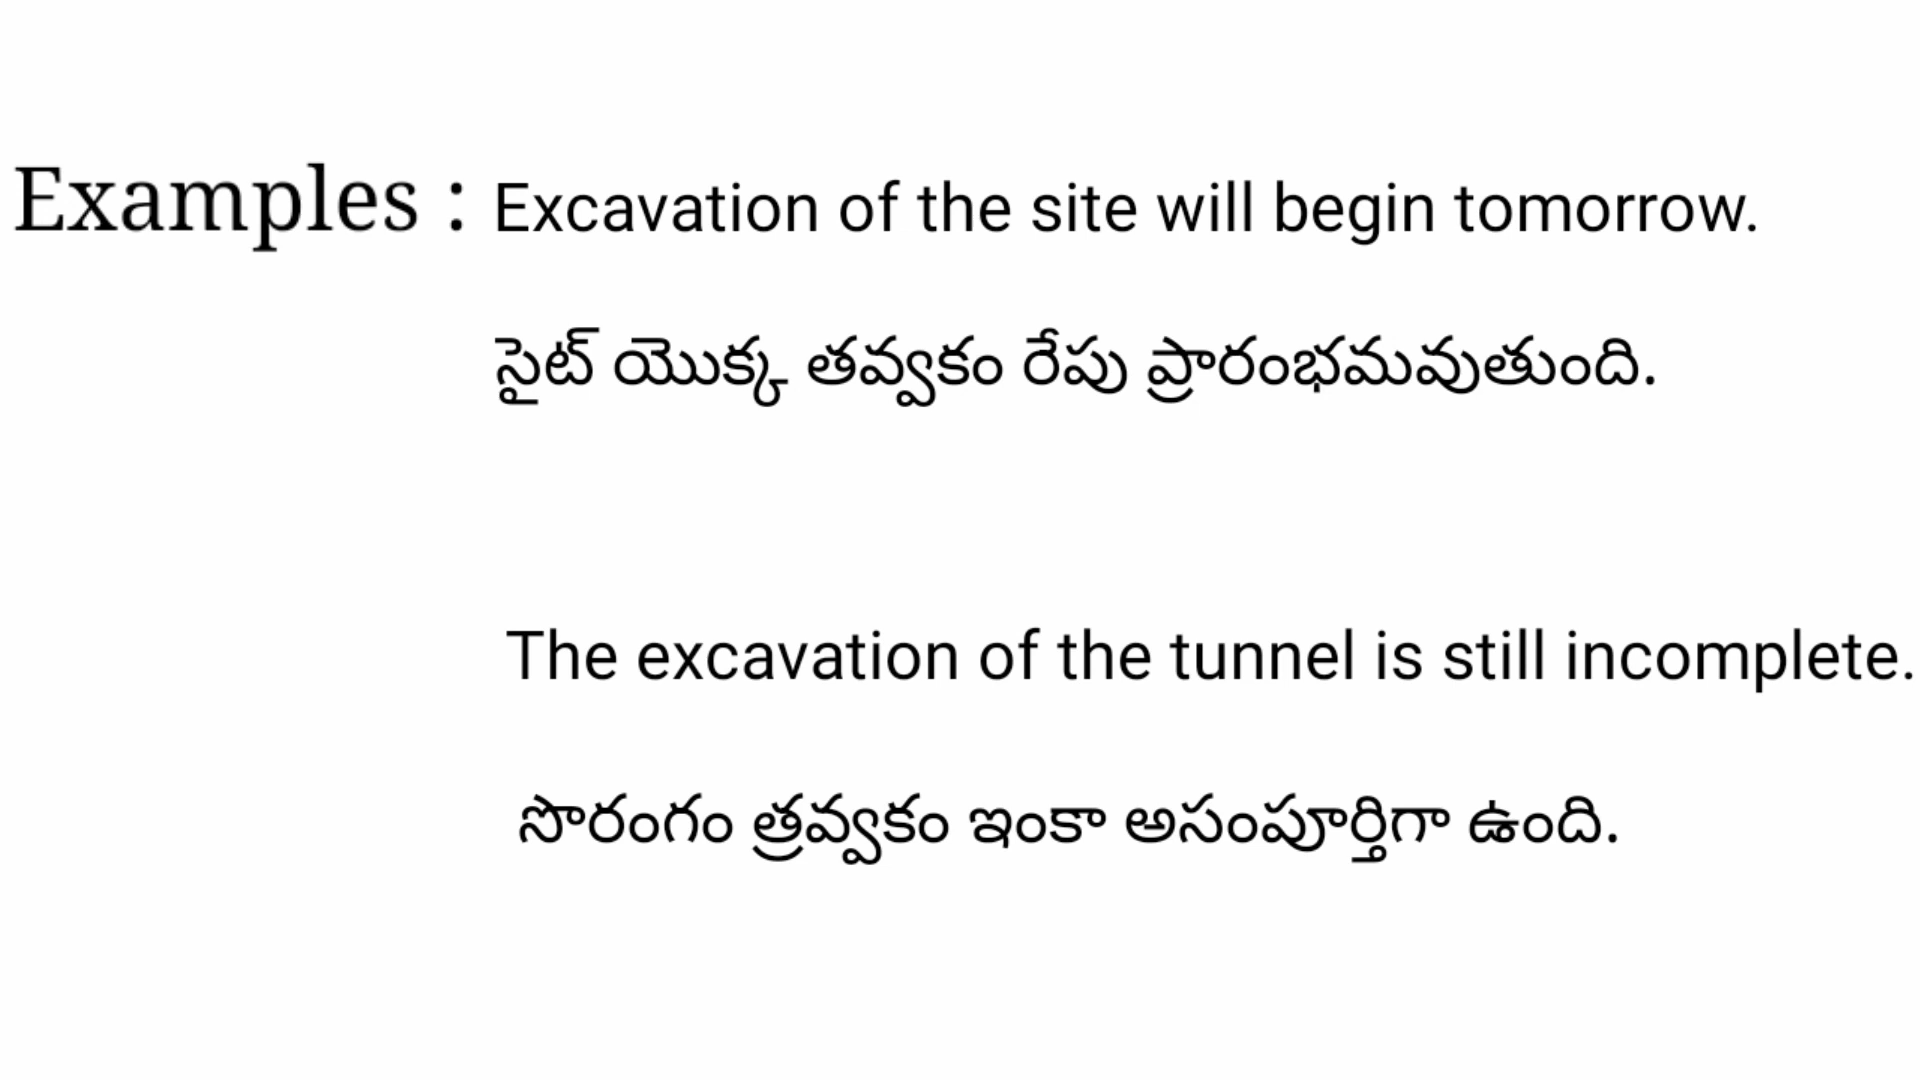 Examples : Excavation of the site will begin tomorrow.
సైట్ యొక్క తవ్వకం రేపు ప్రారంభమవుతుంది.
The excavation of the tunnel is still incomplete.
సొరంగం త్రవ్వకం ఇంకా అసంపూర్తిగా ఉంది.